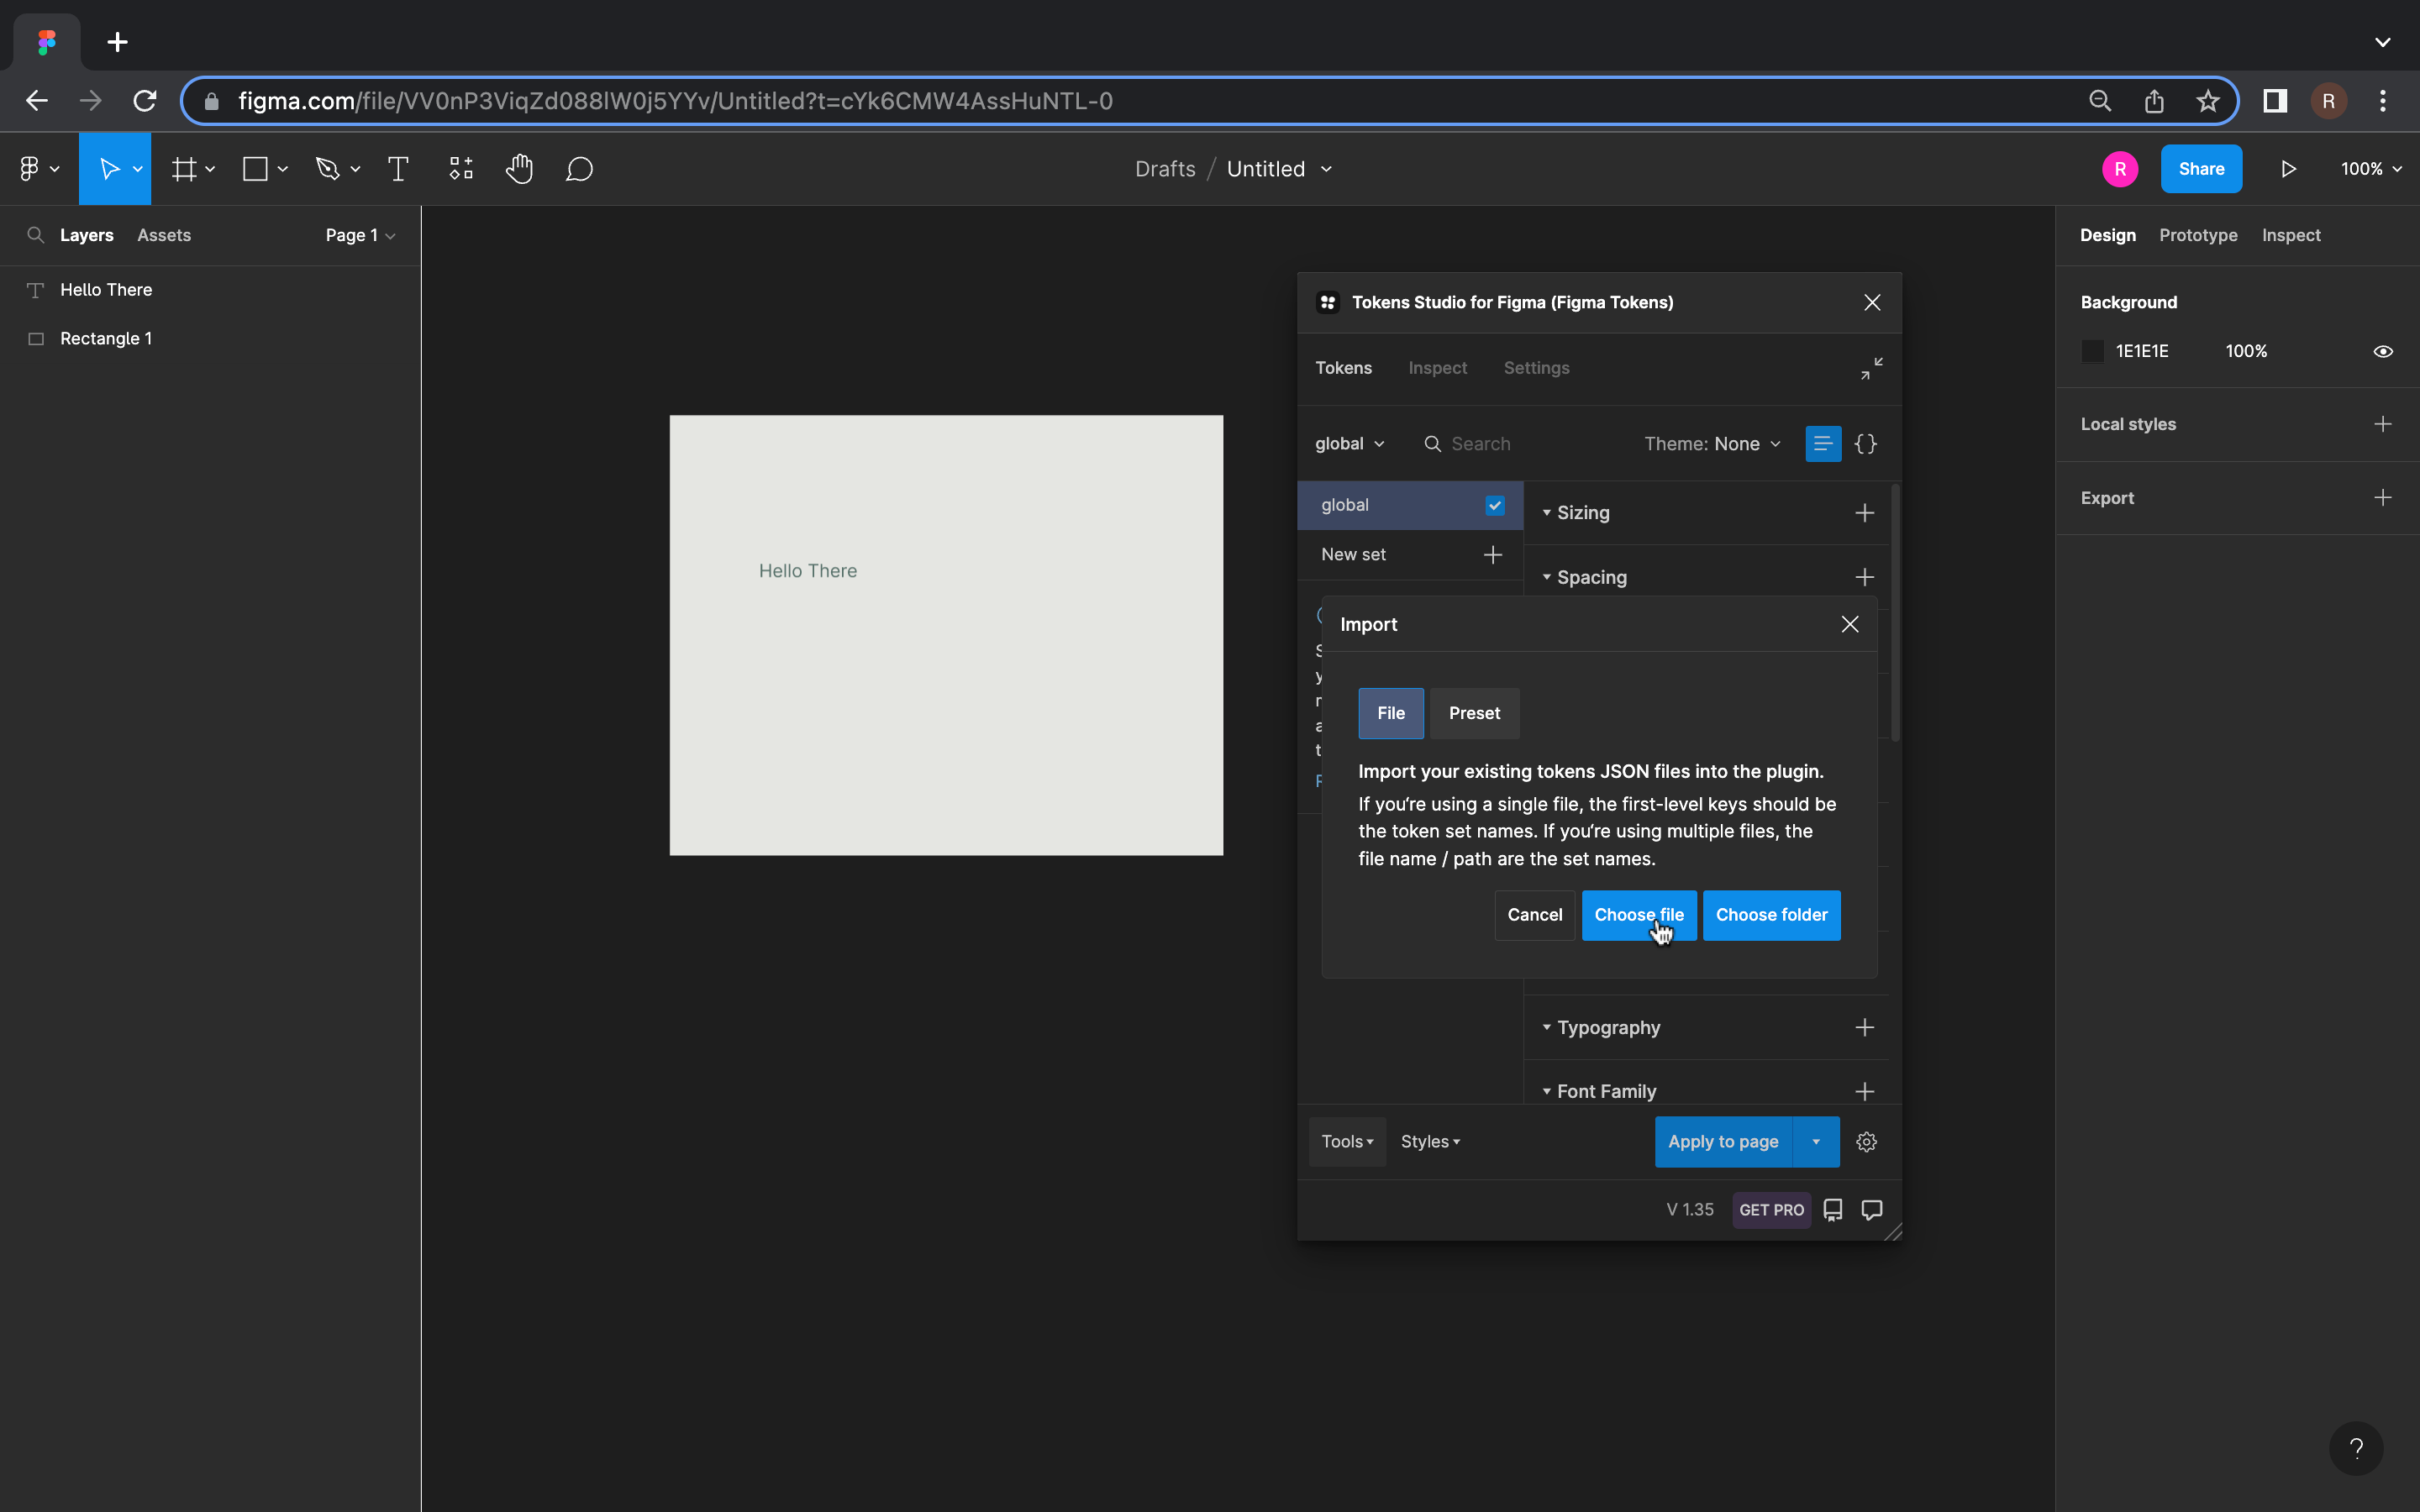 figma.com/file/VV0nP3ViqZd088lW0j5YYv/Untitled?t=cYk6CMW4AssHuNTL-0
R
Drafts / Untitled
R
Share
100%
Layers
Assets
Page 1
Hello There
Rectangle 1
Hello There
Tokens Studio for Figma (Figma Tokens)
Tokens
Inspect
Settings
global
Search
Theme: None
{}
global
New set
Sizing
Spacing
Import
File
Preset
Import your existing tokens JSON files into the plugin.
If you're using a single file, the first-level keys should be
the token set names. If you're using multiple files, the
file name / path are the set names.
Cancel
Choose file
Choose folder
Typography
Font Family
Tools
Styles
Apply to page
V 1.35
GET PRO
Design
Prototype
Inspect
Background
1E1E1E
100%
Local styles
Export
?